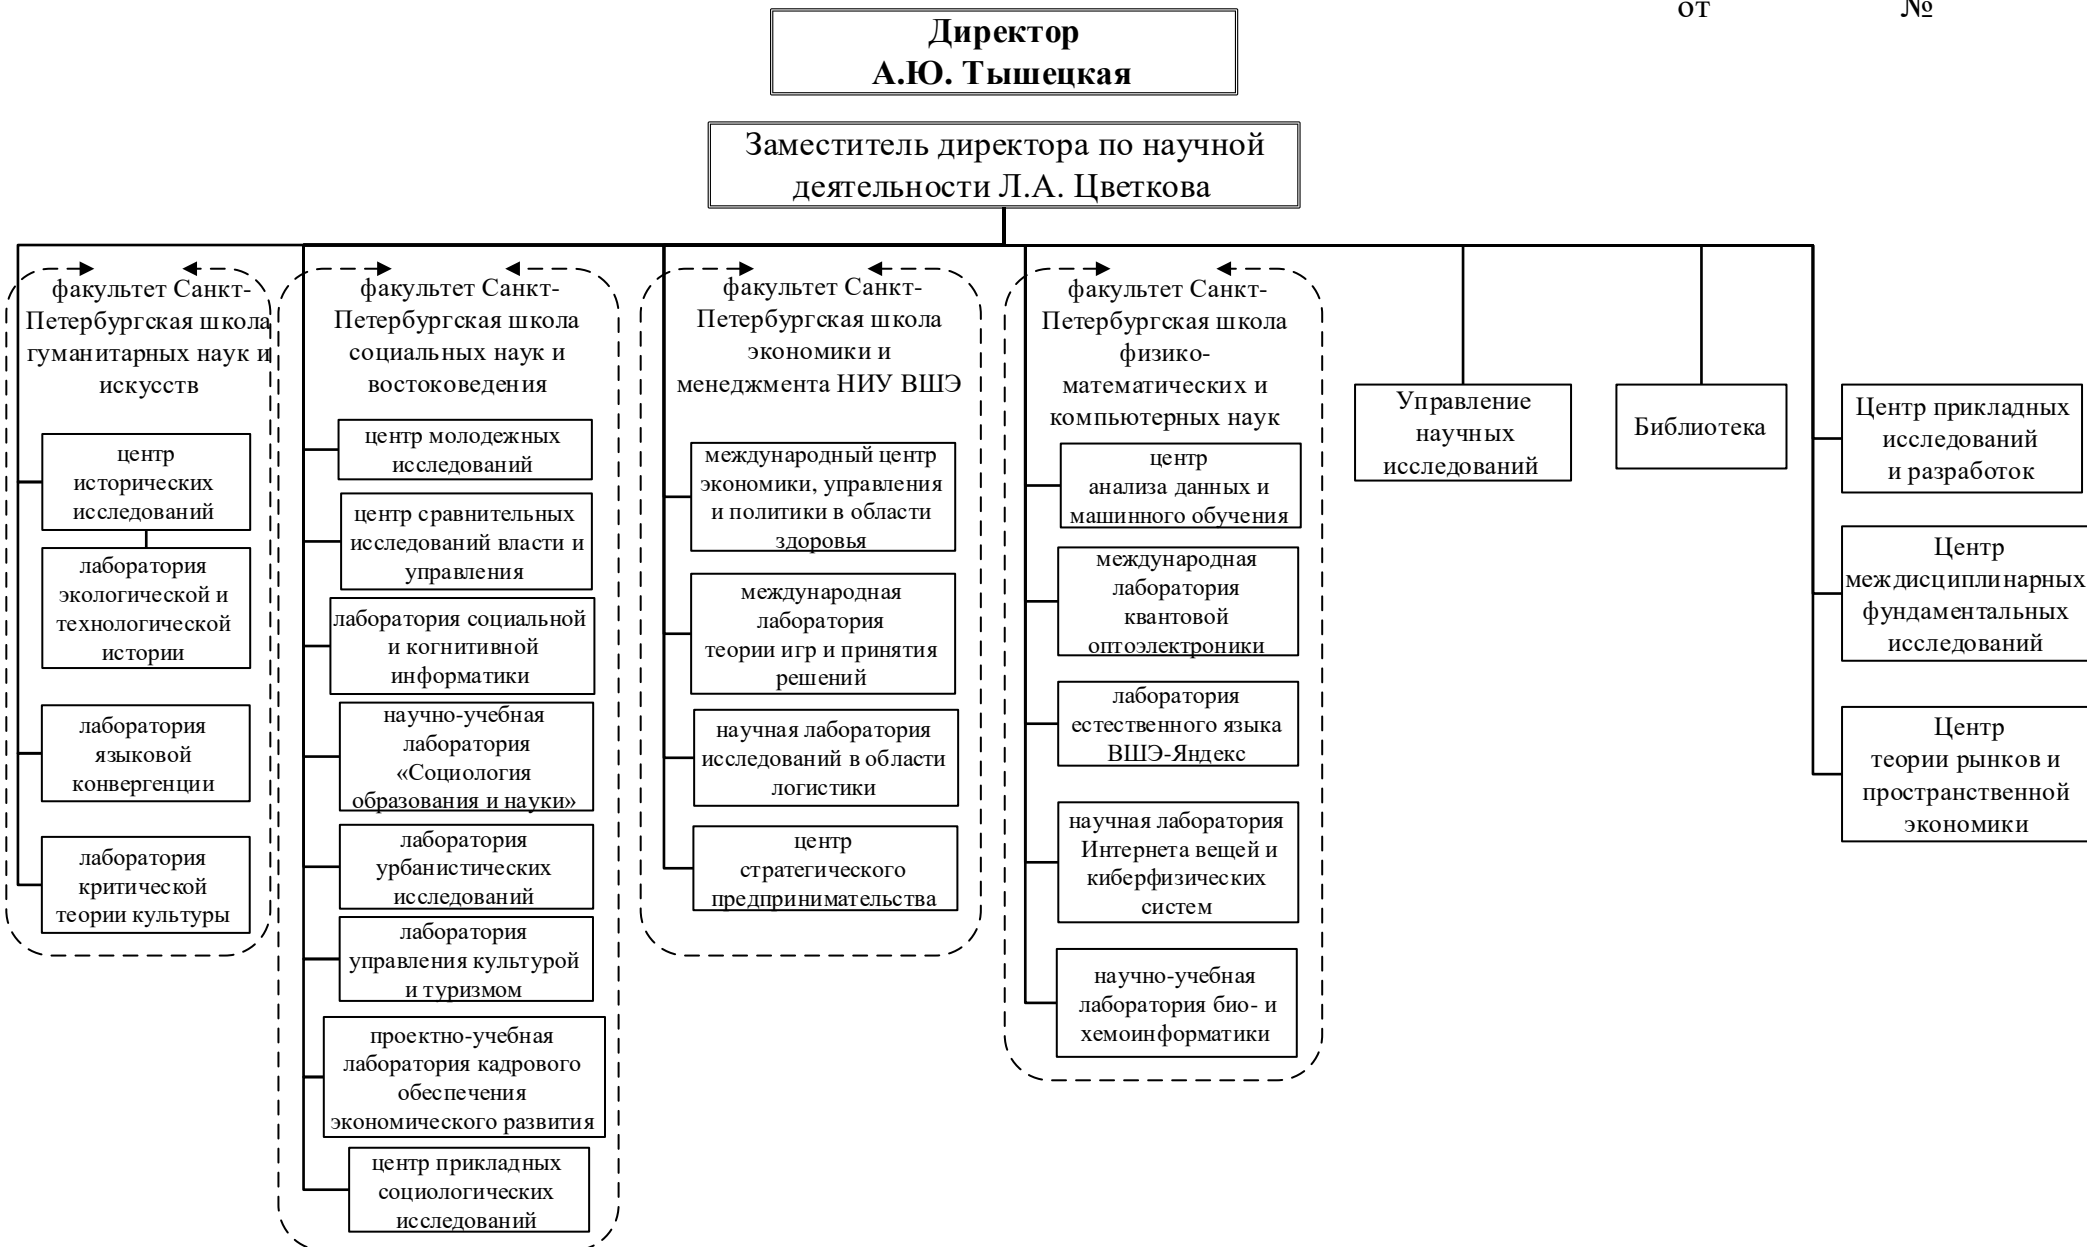 от №
Директор
А.Ю. Тышецкая
Заместитель директора по научной
деятельности Л.А. Цветкова
факультет Санкт-
Петербургская школа
гуманитарных наук и
искусств
центр
исторических
исследований
лаборатория
экологической и
технологической
истории
лаборатория
языковой
конвергенции
лаборатория
критической
теории культуры
факультет Санкт-
Петербургская школа
социальных наук и
востоковедения
центр молодежных
исследований
центр сравнительных
исследований власти и
управления
лаборатория социальной
и когнитивной
информатики
научно-учебная
лаборатория
«Социология
образования и науки»
лаборатория
урбанистических
исследований
лаборатория
управления культурой
и туризмом
проектно-учебная
лаборатория кадрового
обеспечения
экономического развития
центр прикладных
социологических
исследований
факультет Санкт-
Петербургская школа
экономики и
менеджмента НИУ ВШЭ
международный центр
экономики, управления
и политики в области
здоровья
международная
лаборатория
теории игр и принятия
решений
научная лаборатория
исследований в области
логистики
центр
стратегического
предпринимательства
факультет Санкт-
Петербургская школа
физико-
математических и
компьютерных наук
центр
анализа данных и
машинного обучения
международная
лаборатория
квантовой
оптоэлектроники
лаборатория
естественного языка
ВШЭ-Яндекс
научная лаборатория
Интернета вещей и
киберфизических
систем
научно-учебная
лаборатория био- и
хемоинформатики
Управление
научных
исследований
Библиотека
Центр прикладных
исследований
и разработок
Центр
междисциплинарных
фундаментальных
исследований
Центр
теории рынков и
пространственной
экономики